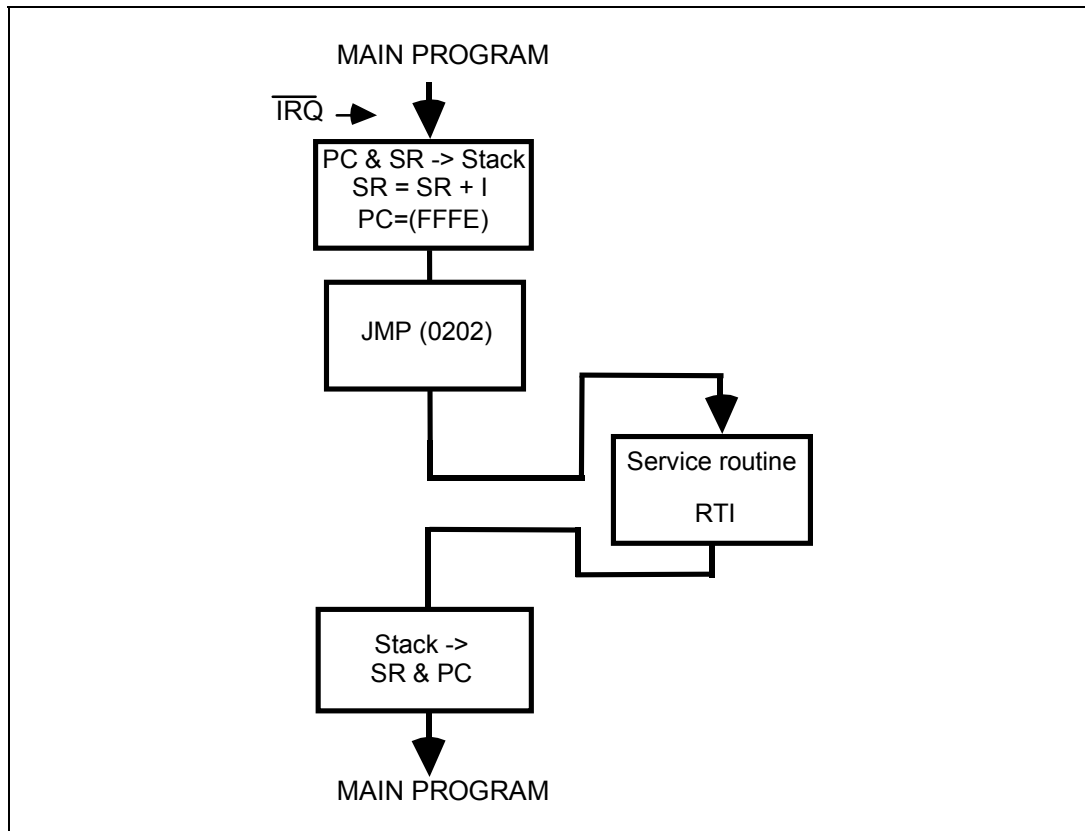 MAIN PROGRAM
IRQ
PC & SR -> Stack
SR = SR + I
PC=(FFFE)
JMP (0202)
Service routine
RTI
Stack ->
SR & PC
MAIN PROGRAM